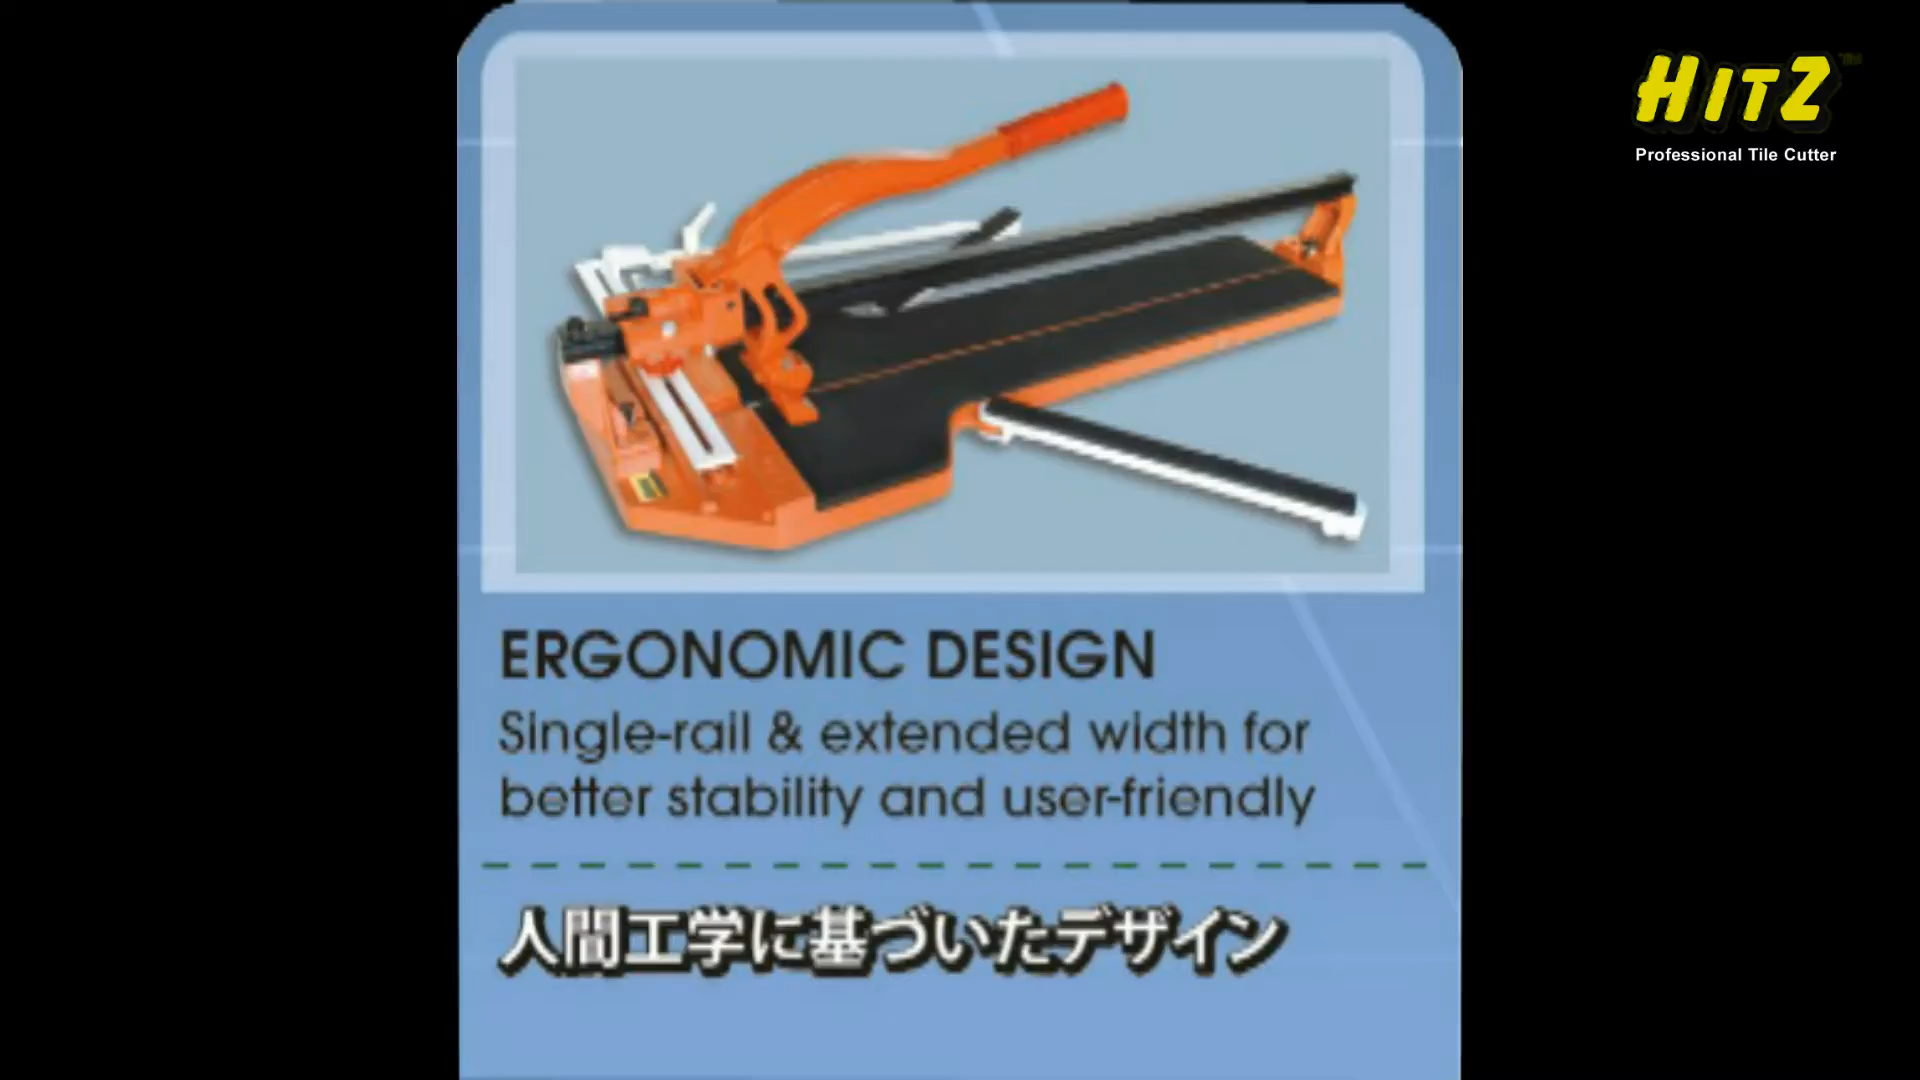 HITZ
Professional Tile Cutter
ERGONOMIC DESIGN
Single-rail & extended width for
better stability and user-friendly
人間工学に基づいたデザイン